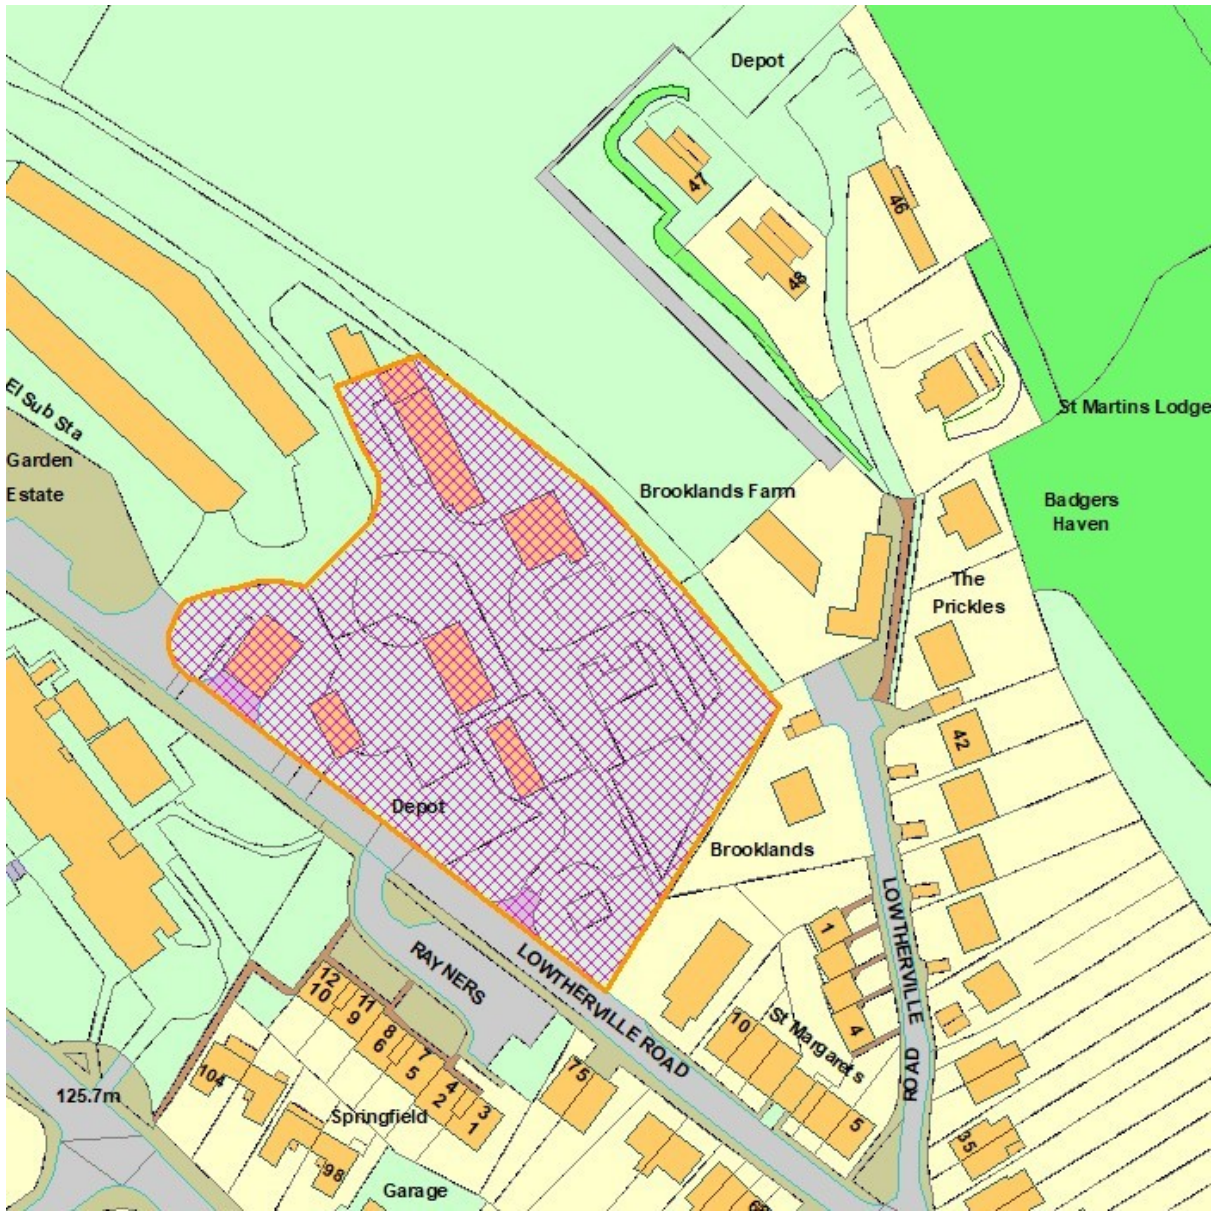 Depot
47
46
48
El Sub Sta
Garden
Estate
St Martins Lodge
Brooklands Farm
Badgers
Haven
The
Prickles
42
Depot
Brooklands
LOWTHERVILLE ROAD
1
4
RAYNERS
LOWTHERVILLE ROAD
12
10
11
9
8
6
7
5
4
2
3
1
10
St Margarets
5
75
104
125.7m
Springfield
98
35
Garage